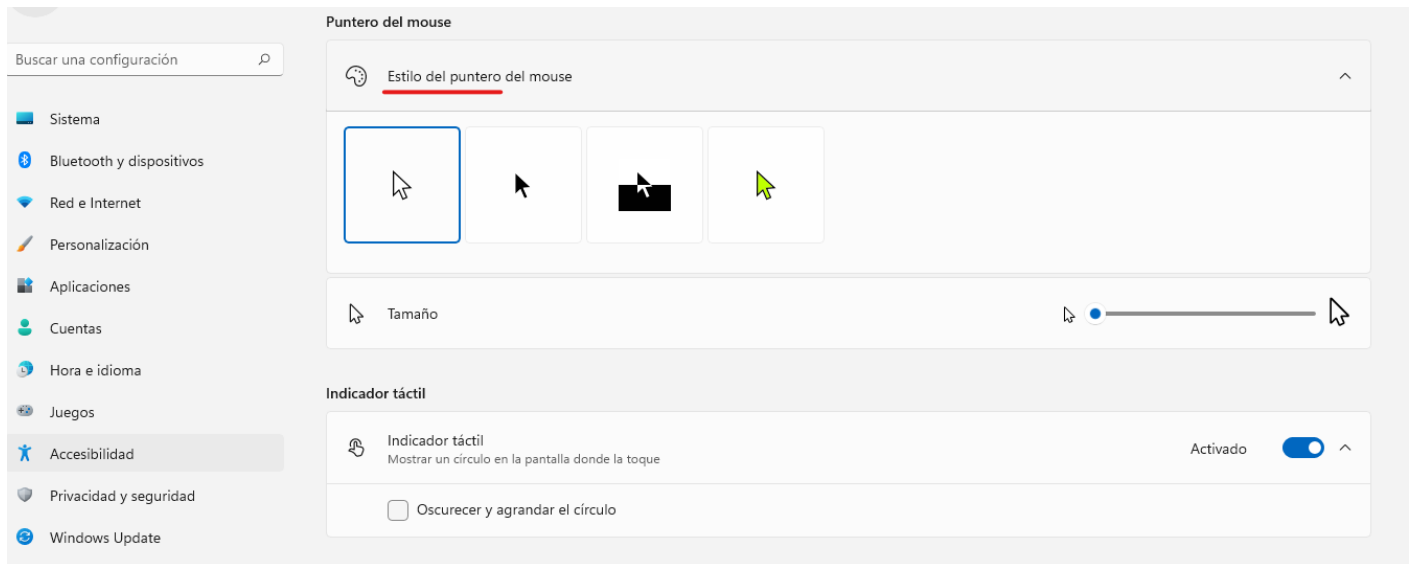 Puntero del mouse
Buscar una configuración
Estilo del puntero del mouse
Sistema
Bluetooth y dispositivos
Red e Internet
Personalización
Aplicaciones
Cuentas
Hora e idioma
Juegos
Accesibilidad
Privacidad y seguridad
Windows Update
Tamaño
Indicador táctil
Indicador táctil
Mostrar un círculo en la pantalla donde la toque
Activado
Oscurecer y agrandar el círculo